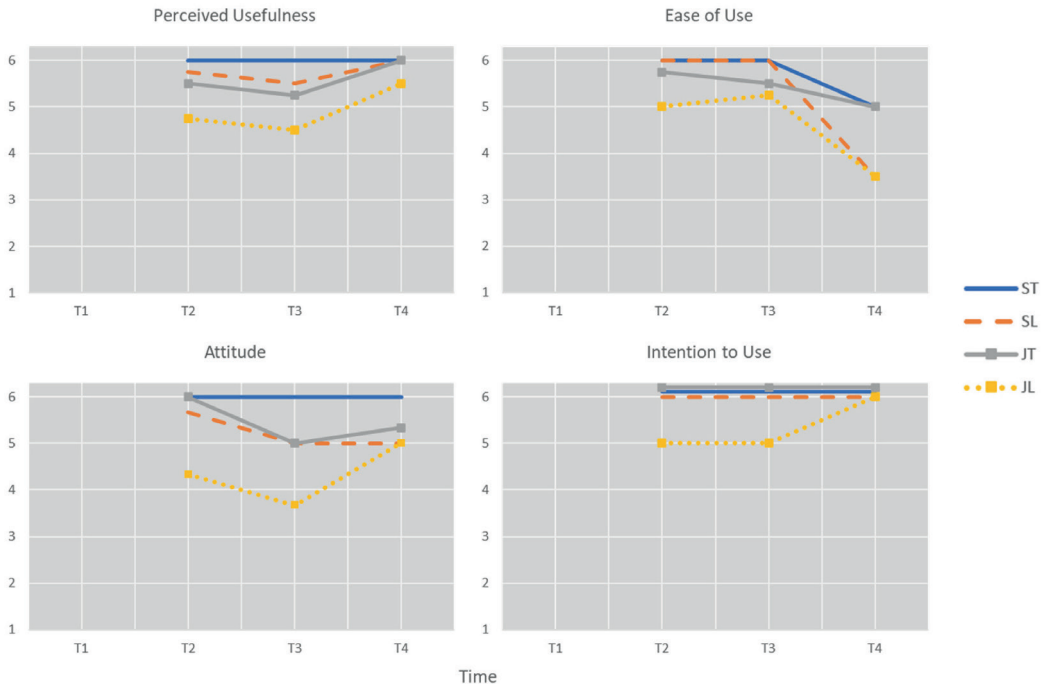 Perceived Usefulness
6
5
4
3
2
1
T1 T2 T3 T4
Ease of Use
6
5
4
3
2
1
T1 T2 T3 T4
Attitude
6
5
4
3
2
1
T1 T2 T3 T4
Intention to Use
6
5
4
3
2
1
T1 T2 T3 T4
Time
ST
SL
JT
JL